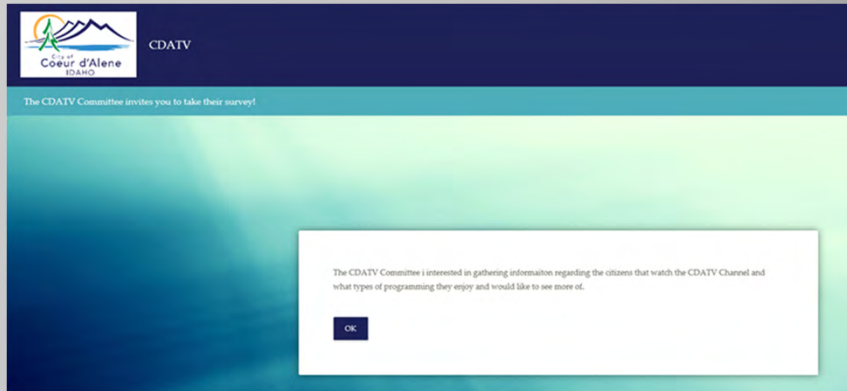 City of
Coeur d'Alene
IDAHO
CDATV
The CDATV Committee invites you to take their survey!
The CDATV Committee i interested in gathering informaiton regarding the citizens that watch the CDATV Channel and
what types of programming they enjoy and would like to see more of.
OK